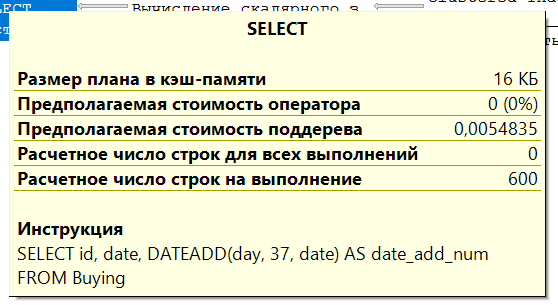 Вычисление скалярного з
SELECT
Размер плана в кэш-памяти 16 КБ
Предполагаемая стоимость оператора 0 (0%)
Предполагаемая стоимость поддерева 0,0054835
Расчетное число строк для всех выполнений 0
Расчетное число строк на выполнение 600
Инструкция
SELECT id, date, DATEADD(day, 37, date) AS date_add_num
FROM Buying